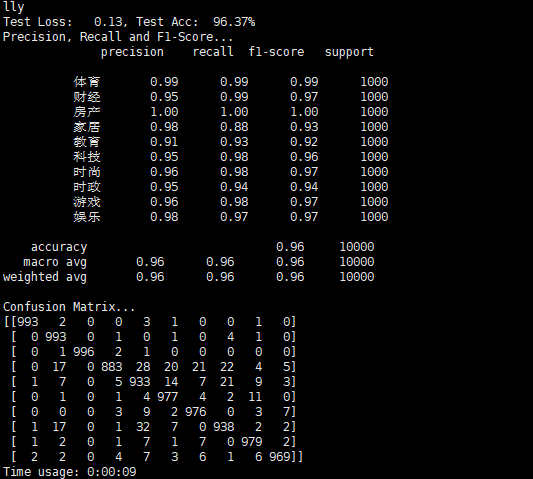 lly
Test Loss:   0.13, Test Acc:  96.37%
Precision, Recall and F1-Score...
              precision    recall  f1-score   support

          体育       0.99      0.99      0.99      1000
          财经       0.95      0.99      0.97      1000
          房产       1.00      1.00      1.00      1000
          家居       0.98      0.88      0.93      1000
          教育       0.91      0.93      0.92      1000
          科技       0.95      0.98      0.96      1000
          时尚       0.96      0.98      0.97      1000
          时政       0.95      0.94      0.94      1000
          游戏       0.96      0.98      0.97      1000
          娱乐       0.98      0.97      0.97      1000

    accuracy                           0.96     10000
   macro avg       0.96      0.96      0.96     10000
weighted avg       0.96      0.96      0.96     10000

Confusion Matrix...
[[993   2   0   0   3   1   0   0   1   0]
 [  0 993   0   1   0   1   0   4   1   0]
 [  0   1 996   2   1   0   0   0   0   0]
 [  0  17   0 883  28  20  21  22   4   5]
 [  1   7   0   5 933  14   7  21   9   3]
 [  0   1   0   1   4 977   4   2  11   0]
 [  0   0   0   3   9   2 976   0   3   7]
 [  1  17   0   1  32   7   0 938   2   2]
 [  1   2   0   1   7   1   7   0 979   2]
 [  2   2   0   4   7   3   6   1   6 969]]
Time usage: 0:00:09